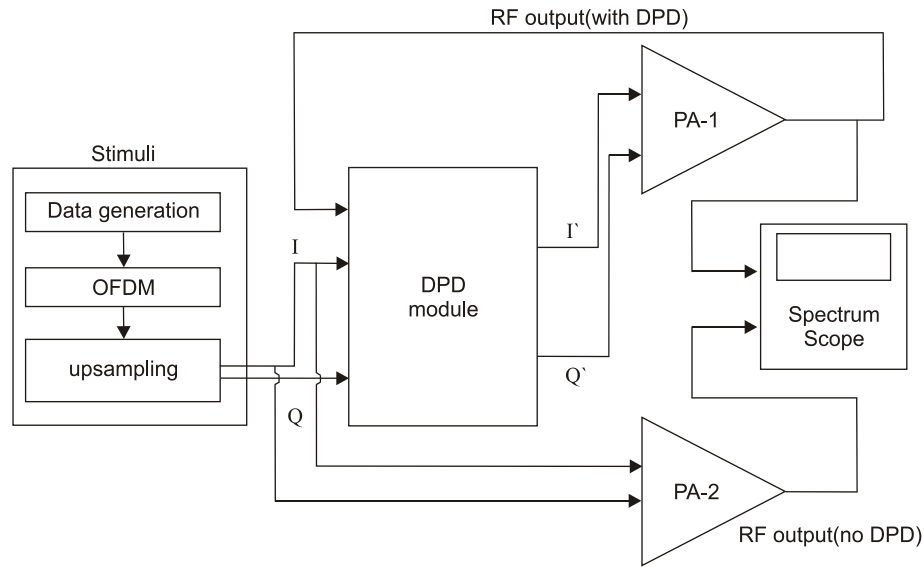 RF output(with DPD)
PA-1
Stimuli
Data generation
I
I`
OFDM
DPD
module
Spectrum
Scope
upsampling
Q`
Q
PA-2
RF output(no DPD)